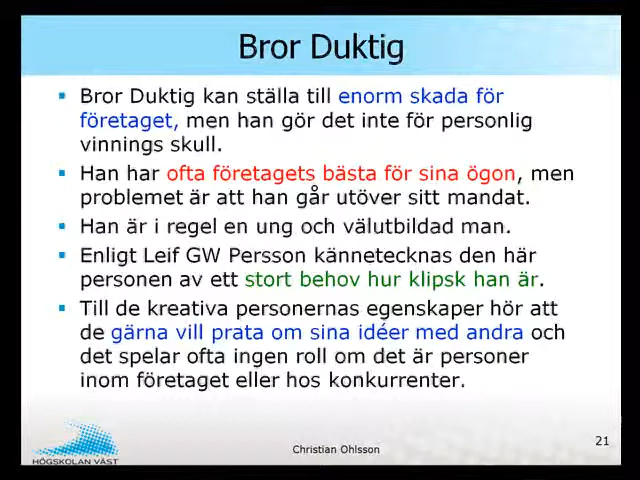 Bror Duktig
Bror Duktig kan ställa till enorm skada för
företaget, men han gör det inte för personlig
vinnings skull.
Han har ofta företagets bästa för sina ögon, men
problemet är att han går utöver sitt mandat.
Han är i regel en ung och välutbildad man.
Enligt Leif GW Persson kännetecknas den här
personen av ett stort behov hur klipsk han är.
Till de kreativa personernas egenskaper hör att
de gärna vill prata om sina idéer med andra och
det spelar ofta ingen roll om det är personer
inom företaget eller hos konkurrenter.
HÖGSKOLAN VÄST
Christian Ohlsson
21